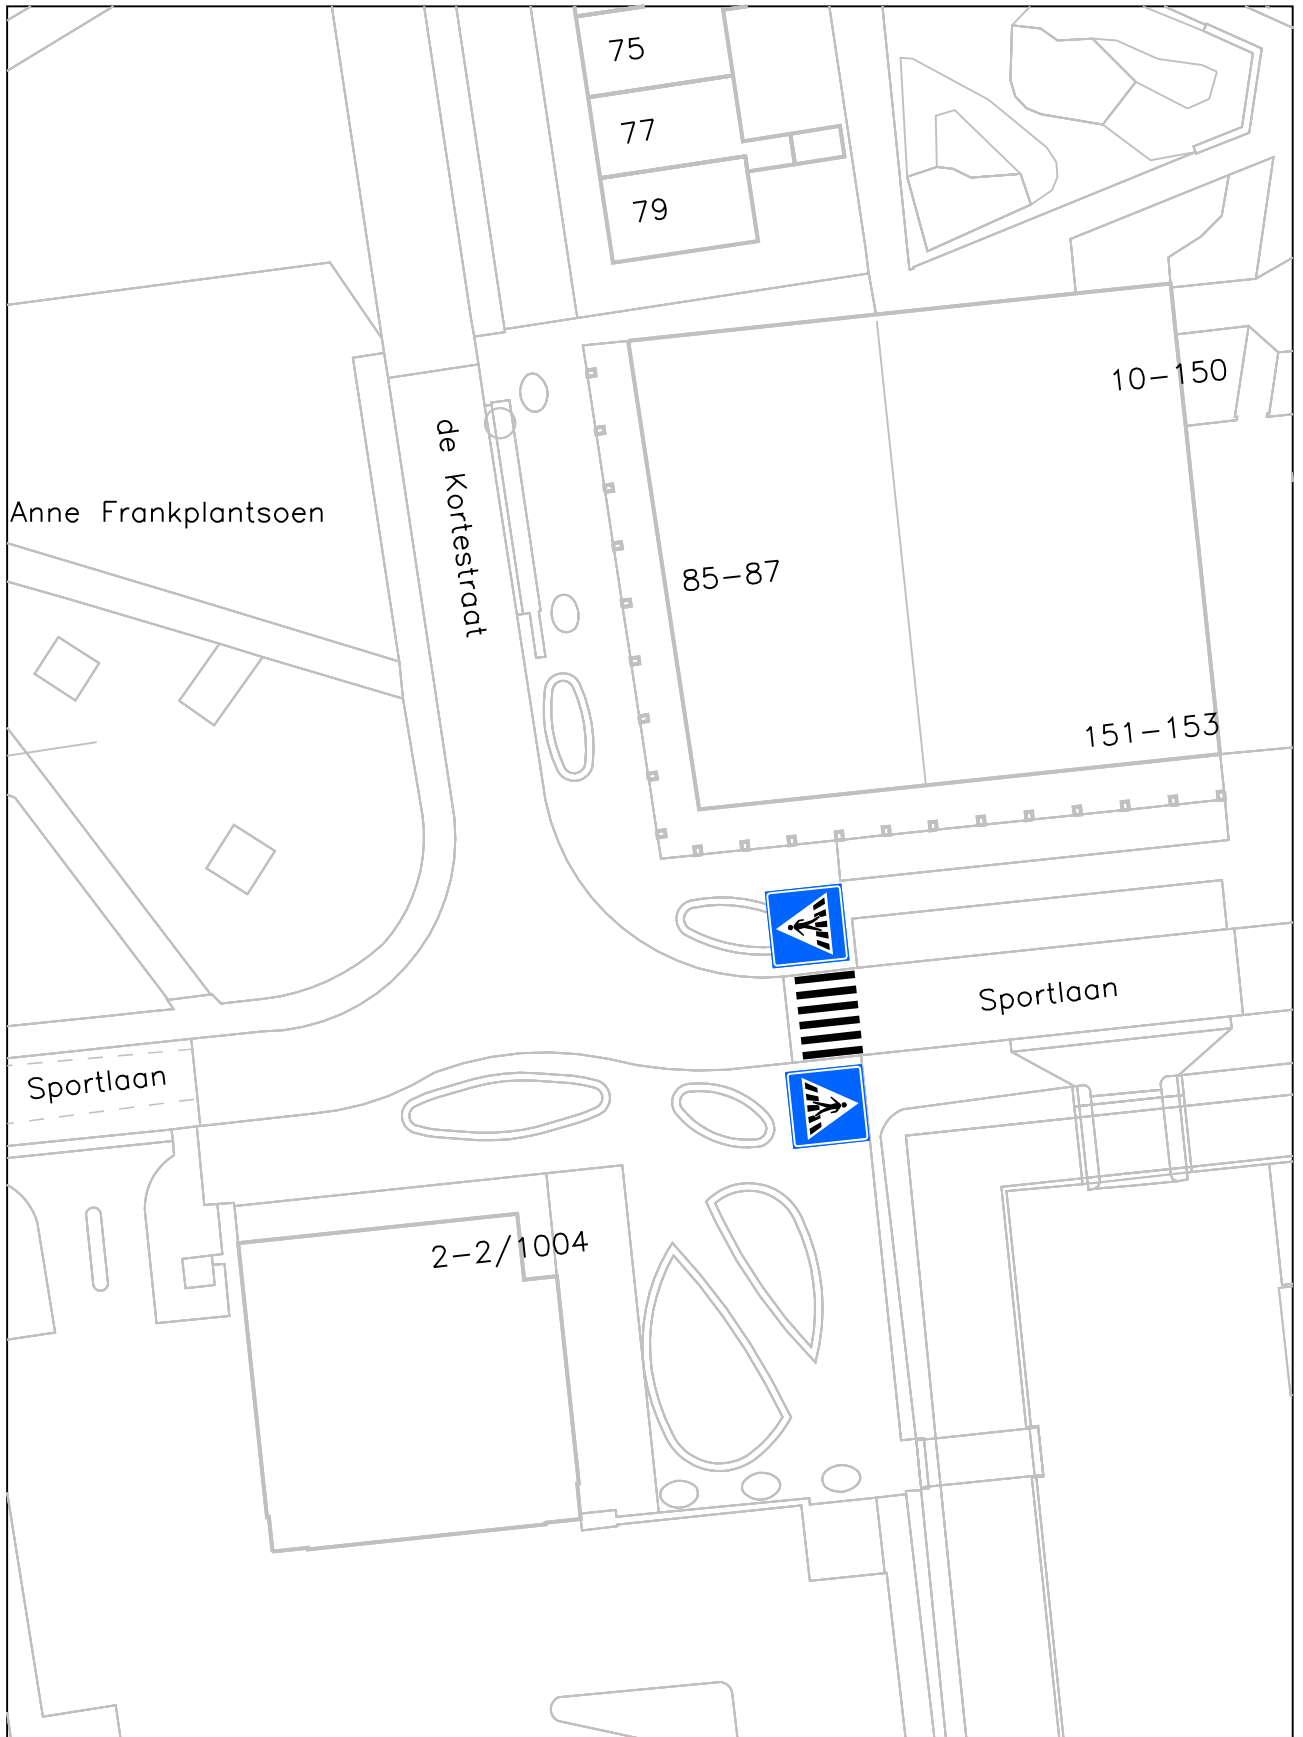 75
77
79
10-150
de Kortestraat
Anne Frankplantsoen
85-87
151-153
Sportlaan
Sportlaan
2-2/1004